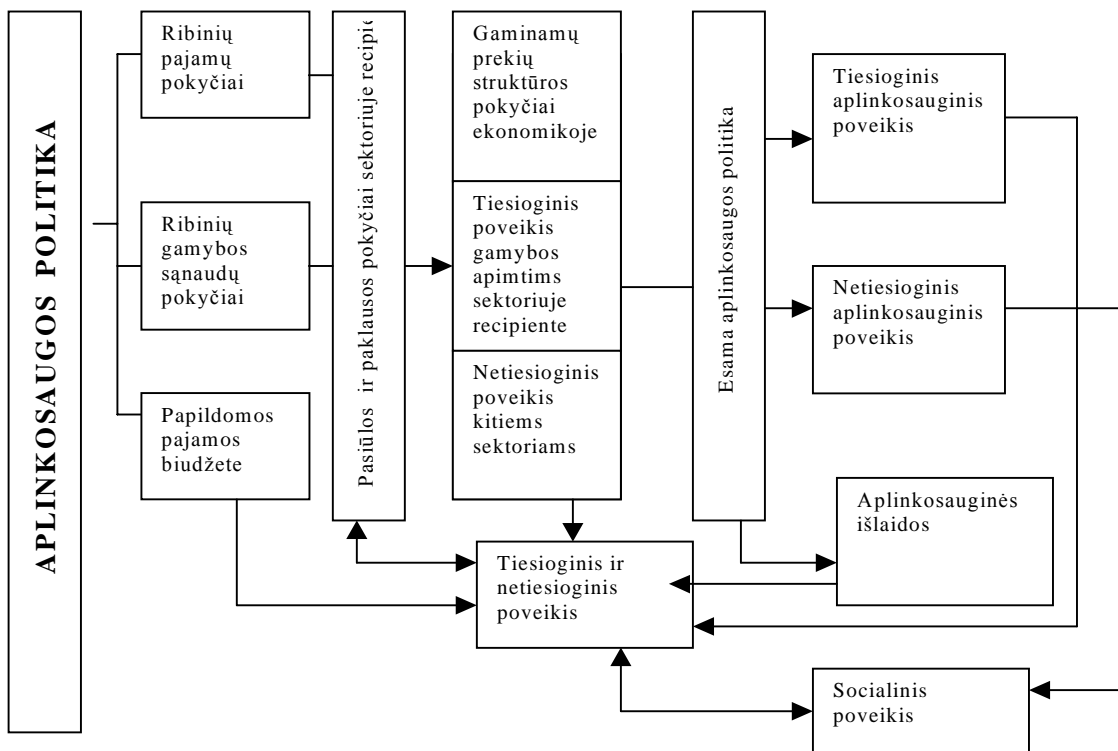 APLINKOSAUGOS POLITIKA
Ribinių
pajamų
pokyčiai
Ribinių
gamybos
sąnaudų
pokyčiai
Papildomos
pajamos
biudžete
Pasiūlos ir paklausos pokyčiai sektoriuje
Gaminamų
prekių
struktūros
pokyčiai
ekonomikoje
Tiesioginis
poveikis
gamybos
apimtims
sektoriuje
recipiente
Netiesioginis
poveikis
kitiems
sektoriams
Esama aplinkosaugos politika
Tiesioginis
aplinkosauginis
poveikis
Netiesioginis
aplinkosauginis
poveikis
Aplinkosauginės
išlaidos
Tiesioginis ir
netiesioginis
poveikis
Socialinis
poveikis